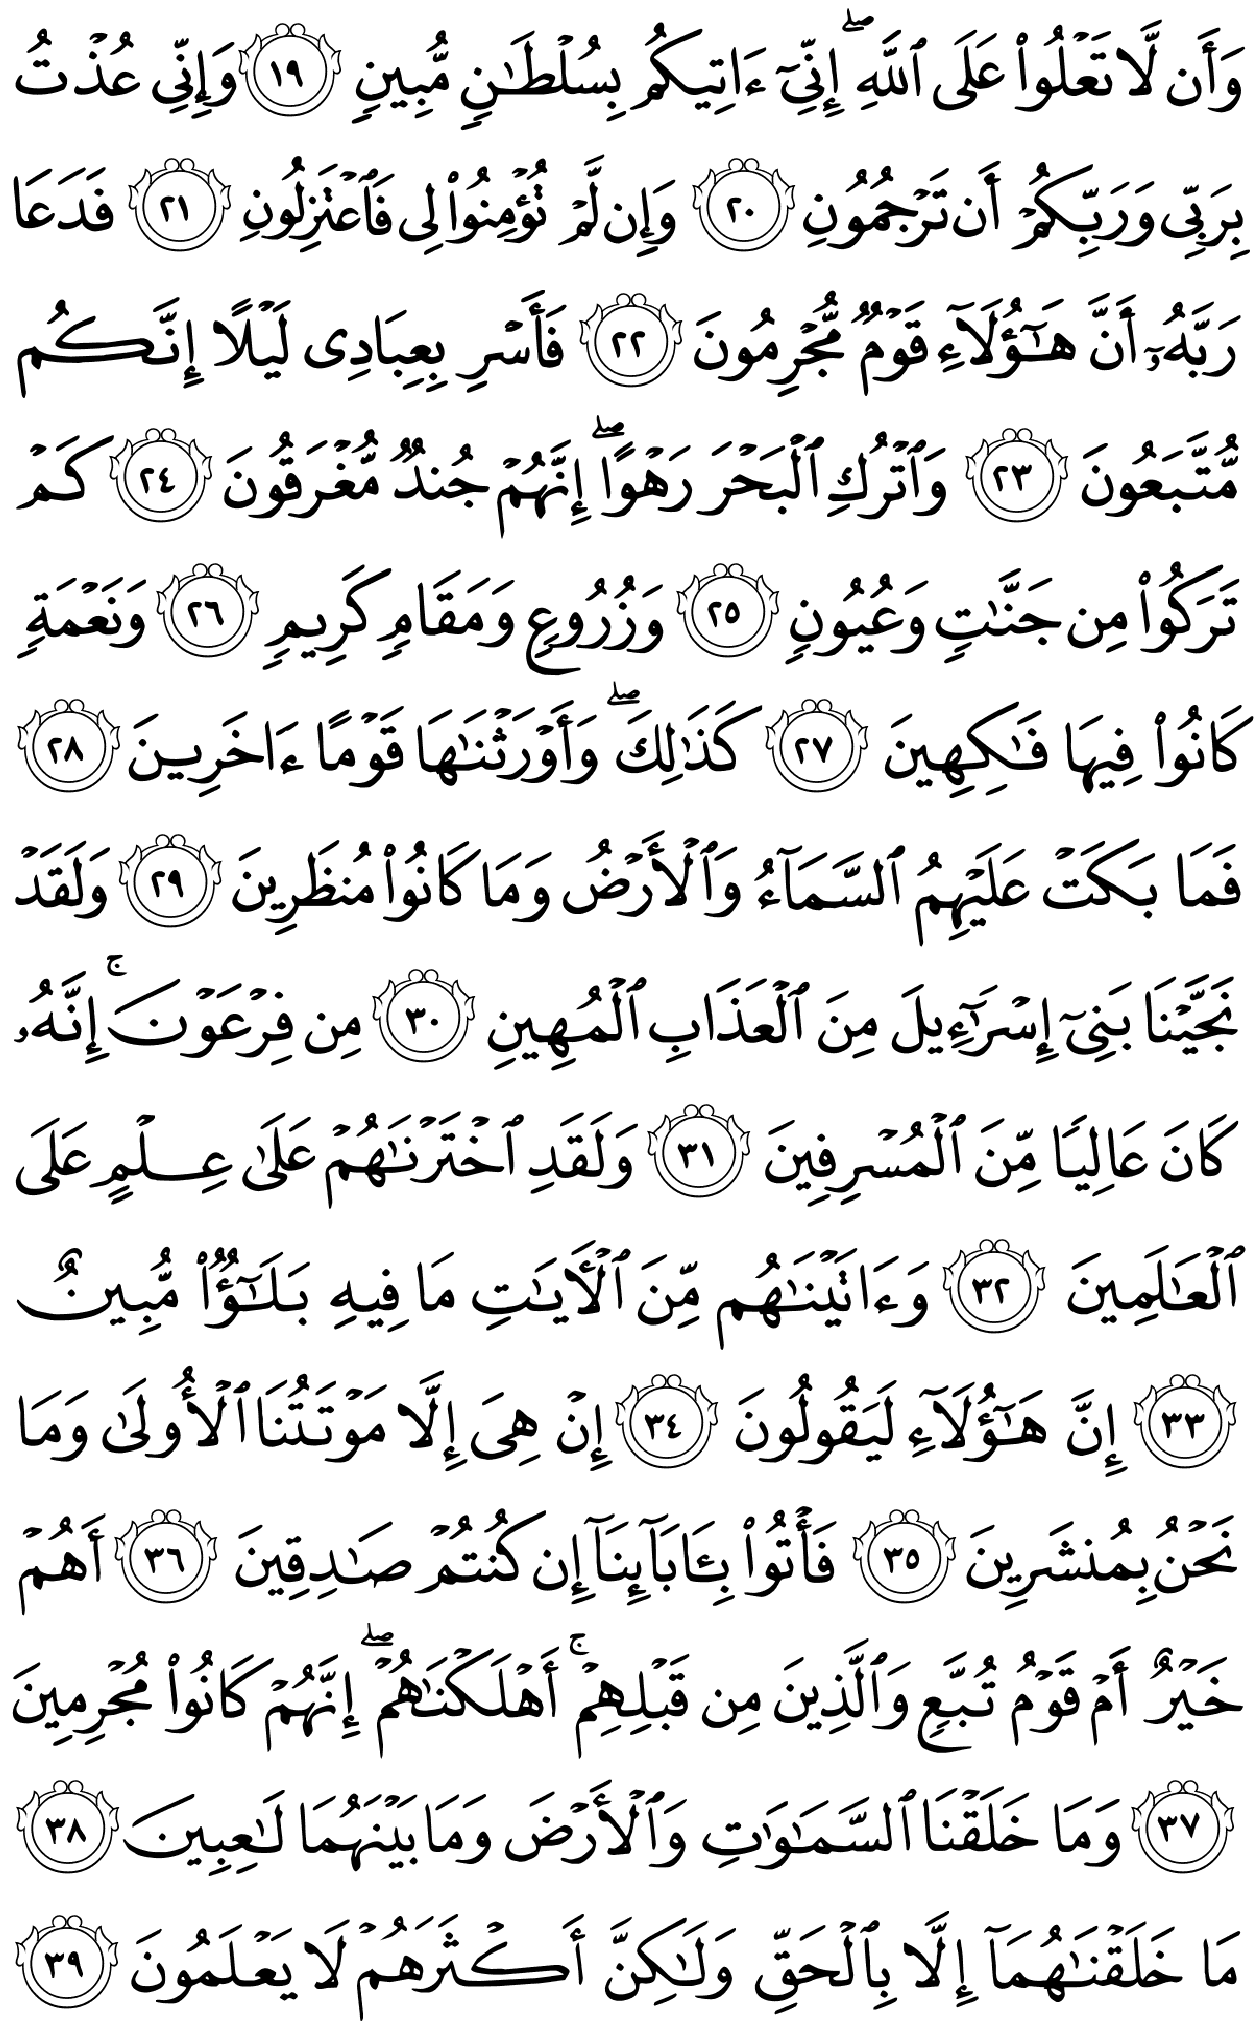 وَأَن لَّا تَعْلُوا۟ عَلَى ٱللَّهِ ۖ إِنِّىٓ ءَاتِيكُم بِسُلْطَـٰنٍ مُّبِينٍ ١٩ وَإِنِّى عُذْتُ
بِرَبِّى وَرَبِّكُمْ أَن تَرْجُمُونِ ٢٠ وَإِن لَّمْ تُؤْمِنُوا۟ لِى فَٱعْتَزِلُونِ ٢١ فَدَعَا
رَبَّهُۥٓ أَنَّ هَـٰٓؤُلَآءِ قَوْمٌ مُّجْرِمُونَ ٢٢ فَأَسْرِ بِعِبَادِى لَيْلًا إِنَّكُم
مُّتَّبَعُونَ ٢٣ وَٱتْرُكِ ٱلْبَحْرَ رَهْوًا ۖ إِنَّهُمْ جُندٌ مُّغْرَقُونَ ٢٤ كَمْ
تَرَكُوا۟ مِن جَنَّـٰتٍ وَعُيُونٍ ٢٥ وَزُرُوعٍ وَمَقَامٍ كَرِيمٍ ٢٦ وَنَعْمَةٍ
كَانُوا۟ فِيهَا فَـٰكِهِينَ ٢٧ كَذَٰلِكَ ۖ وَأَوْرَثْنَـٰهَا قَوْمًا ءَاخَرِينَ ٢٨
فَمَا بَكَتْ عَلَيْهِمُ ٱلسَّمَآءُ وَٱلْأَرْضُ وَمَا كَانُوا۟ مُنظَرِينَ ٢٩ وَلَقَدْ
نَجَّيْنَا بَنِىٓ إِسْرَٰٓءِيلَ مِنَ ٱلْعَذَابِ ٱلْمُهِينِ ٣٠ مِن فِرْعَوْنَ ۚ إِنَّهُۥ
كَانَ عَالِيًا مِّنَ ٱلْمُسْرِفِينَ ٣١ وَلَقَدِ ٱخْتَرْنَـٰهُمْ عَلَىٰ عِلْمٍ عَلَى
ٱلْعَـٰلَمِينَ ٣٢ وَءَاتَيْنَـٰهُم مِّنَ ٱلْـَٔايَـٰتِ مَا فِيهِ بَلَـٰٓؤٌا۟ مُّبِينٌ
٣٣ إِنَّ هَـٰٓؤُلَآءِ لَيَقُولُونَ ٣٤ إِنْ هِىَ إِلَّا مَوْتَتُنَا ٱلْأُولَىٰ وَمَا
نَحْنُ بِمُنشَرِينَ ٣٥ فَأْتُوا۟ بِـَٔابَآئِنَآ إِن كُنتُمْ صَـٰدِقِينَ ٣٦ أَهُمْ
خَيْرٌ أَمْ قَوْمُ تُبَّعٍ وَٱلَّذِينَ مِن قَبْلِهِمْ ۚ أَهْلَكْنَـٰهُمْ ۖ إِنَّهُمْ كَانُوا۟ مُجْرِمِينَ
٣٧ وَمَا خَلَقْنَا ٱلسَّمَـٰوَٰتِ وَٱلْأَرْضَ وَمَا بَيْنَهُمَا لَـٰعِبِينَ ٣٨
مَا خَلَقْنَـٰهُمَآ إِلَّا بِٱلْحَقِّ وَلَـٰكِنَّ أَكْثَرَهُمْ لَا يَعْلَمُونَ ٣٩